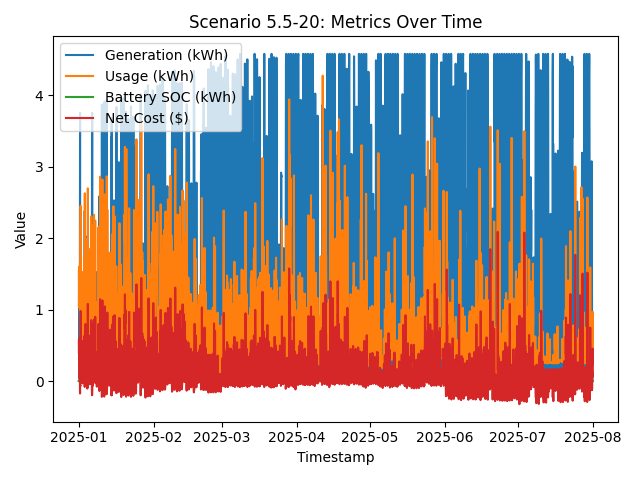 Scenario 5.5-20: Metrics Over Time
Generation (kWh)
Usage (kWh)
Battery SOC (kWh)
Net Cost ($)
Value
4
3
2
1
0
2025-01 2025-02 2025-03 2025-04 2025-05 2025-06 2025-07 2025-08
Timestamp